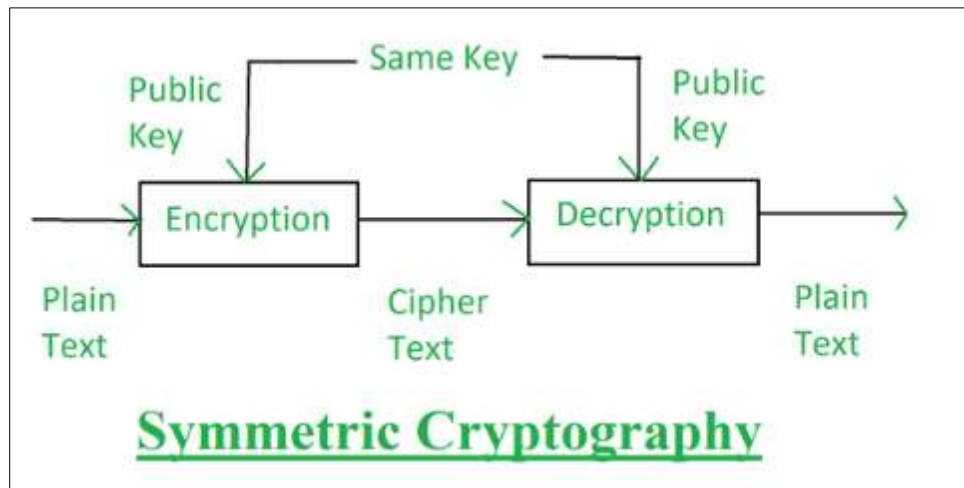 Same Key
Public
Key
Public
Key
Encryption
Decryption
Plain
Text
Cipher
Text
Plain
Text
Symmetric Cryptography